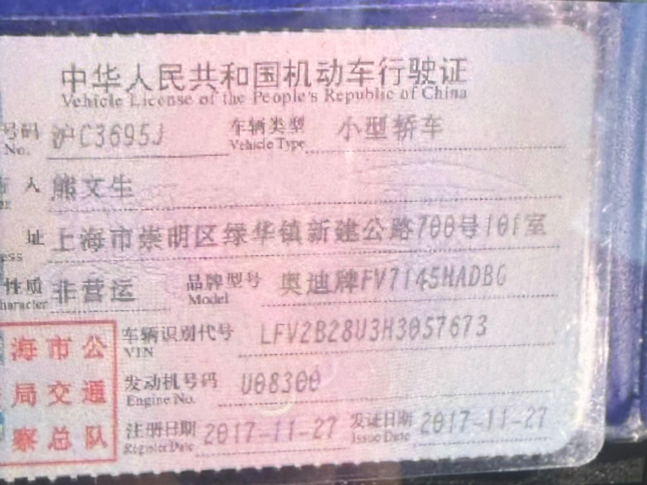 中华人民共和国机动车行驶证
Vehicle License of the People's Republic of China
号码 沪C3695J 车辆类型 小型轿车
No. Vehicle Type
人 熊文生
址 上海市崇明区绿华镇新建公路700号101室
ess
性质 非营运 品牌型号 奥迪牌FV7145HADBG
haracter Model
车辆识别代号 LFV2B28U3H3057673
VIN
发动机号码 U08300
Engine No.
注册日期 2017-11-27 发证日期 2017-11-27
Register Date Issue Date
海市公
局交通
察总队